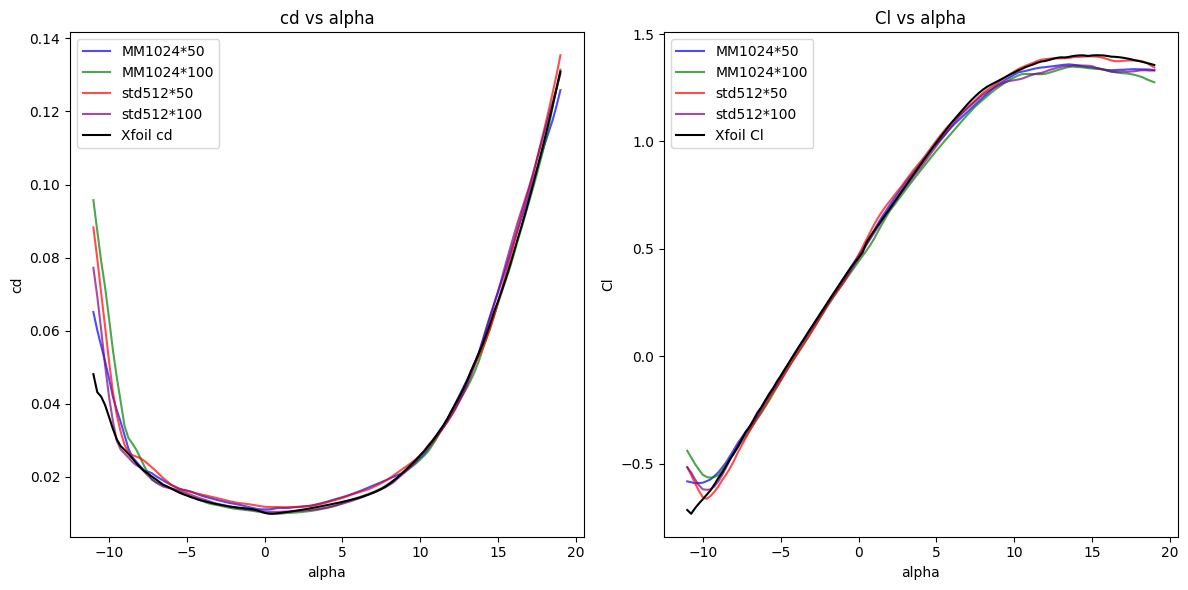 cd vs alpha
0.14
0.12
0.10
0.08
0.06
0.04
0.02
cd
−10
−5
0
5
10
15
20
alpha
MM1024*50
MM1024*100
std512*50
std512*100
Xfoil cd
Cl vs alpha
1.5
1.0
0.5
0.0
−0.5
Cl
−10
−5
0
5
10
15
20
alpha
MM1024*50
MM1024*100
std512*50
std512*100
Xfoil Cl